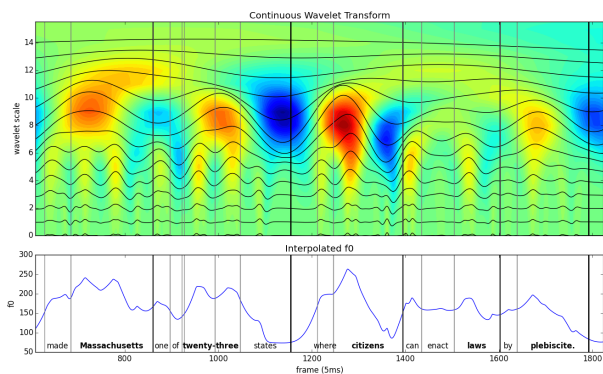 Continuous Wavelet Transform
wavelet scale
14
12
10
8
6
4
2
0
Interpolated f0
f0
300
250
200
150
100
50
made Massachusetts one of twenty-three states where citizens can enact laws by plebiscite.
800 1000 1200 1400 1600 1800
frame (5ms)